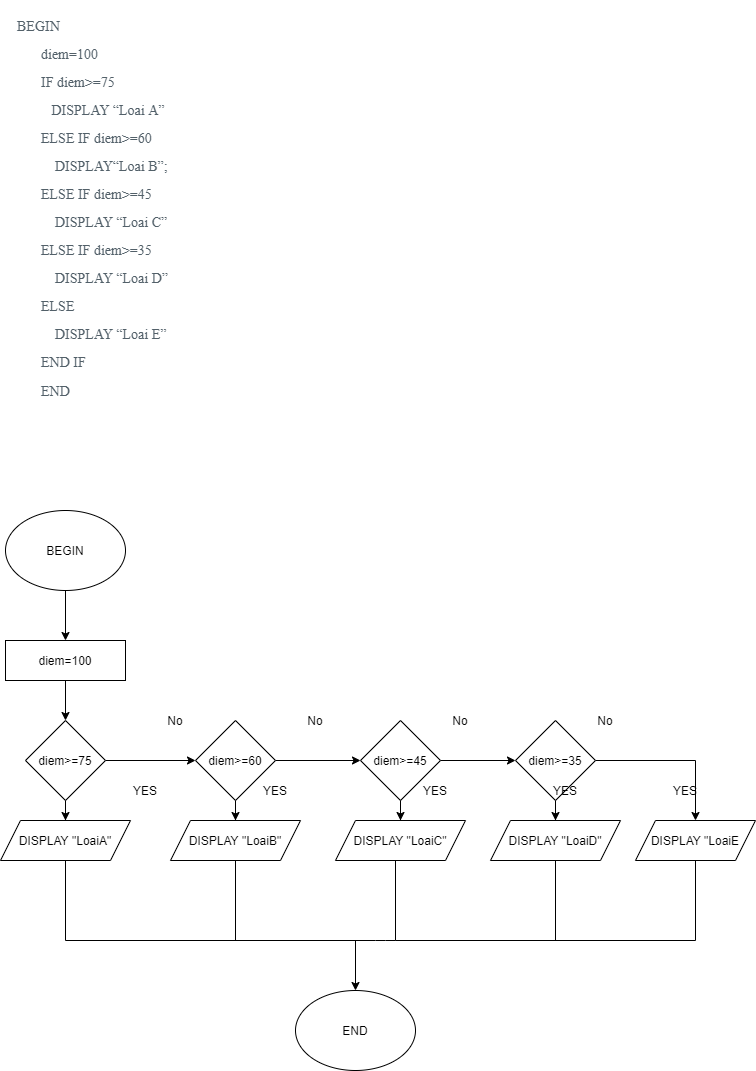 BEGIN
diem=100
IF diem>=75
DISPLAY “Loai A”
ELSE IF diem>=60
DISPLAY“Loai B”;
ELSE IF diem>=45
DISPLAY “Loai C”
ELSE IF diem>=35
DISPLAY “Loai D”
ELSE
DISPLAY “Loai E”
END IF
END
BEGIN
diem=100
No No No No
diem>=75 diem>=60 diem>=45 diem>=35
YES YES YES YES YES
DISPLAY "LoaiA" DISPLAY "LoaiB" DISPLAY "LoaiC" DISPLAY "LoaiD" DISPLAY "LoaiE
END